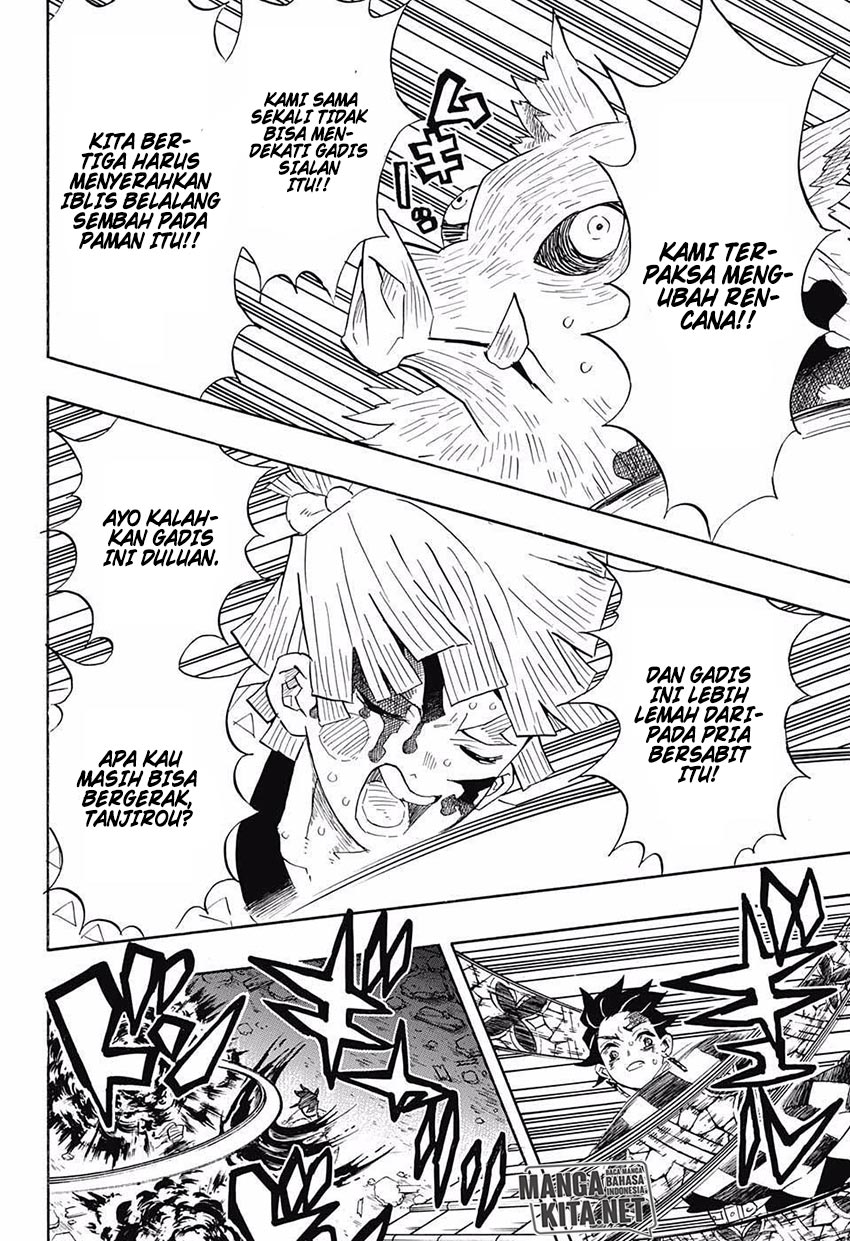 KAMI TER-
PAKSA MENG-
UBAH REN-
CANA!!
KAMI SAMA
SEKALI TIDAK
BISA MEN-
DEKATI GADIS
SIALAN
ITU!!
KITA BER-
TIGA HARUS
MENYERAHKAN
IBLIS BELALANG
SEMBAH PADA
PAMAN ITU!!
DAN GADIS
INI LEBIH
LEMAH DARI-
PADA PRIA
BERSABIT
ITU!
AYO KALAH-
KAN GADIS
INI DULUAN.
APA KAU
MASIH BISA
BERGERAK,
TANJIROU?
MANGA
KITA.NET
BACA MANGA
BAHASA
INDONESIA